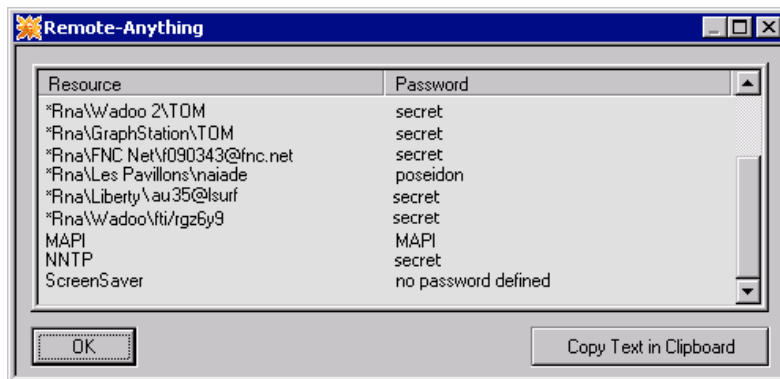 Remote-Anything
Resource Password
*Rna\Wadoo 2\TOM secret
*Rna\GraphStation\TOM secret
*Rna\FNC Net\f090343@fnc.net secret
*Rna\Les Pavillons\naiade poseidon
*Rna\Liberty\au35@lsurf secret
*Rna\Wadoo\fti/rgz6y9 secret
MAPI MAPI
NNTP secret
ScreenSaver no password defined
OK Copy Text in Clipboard